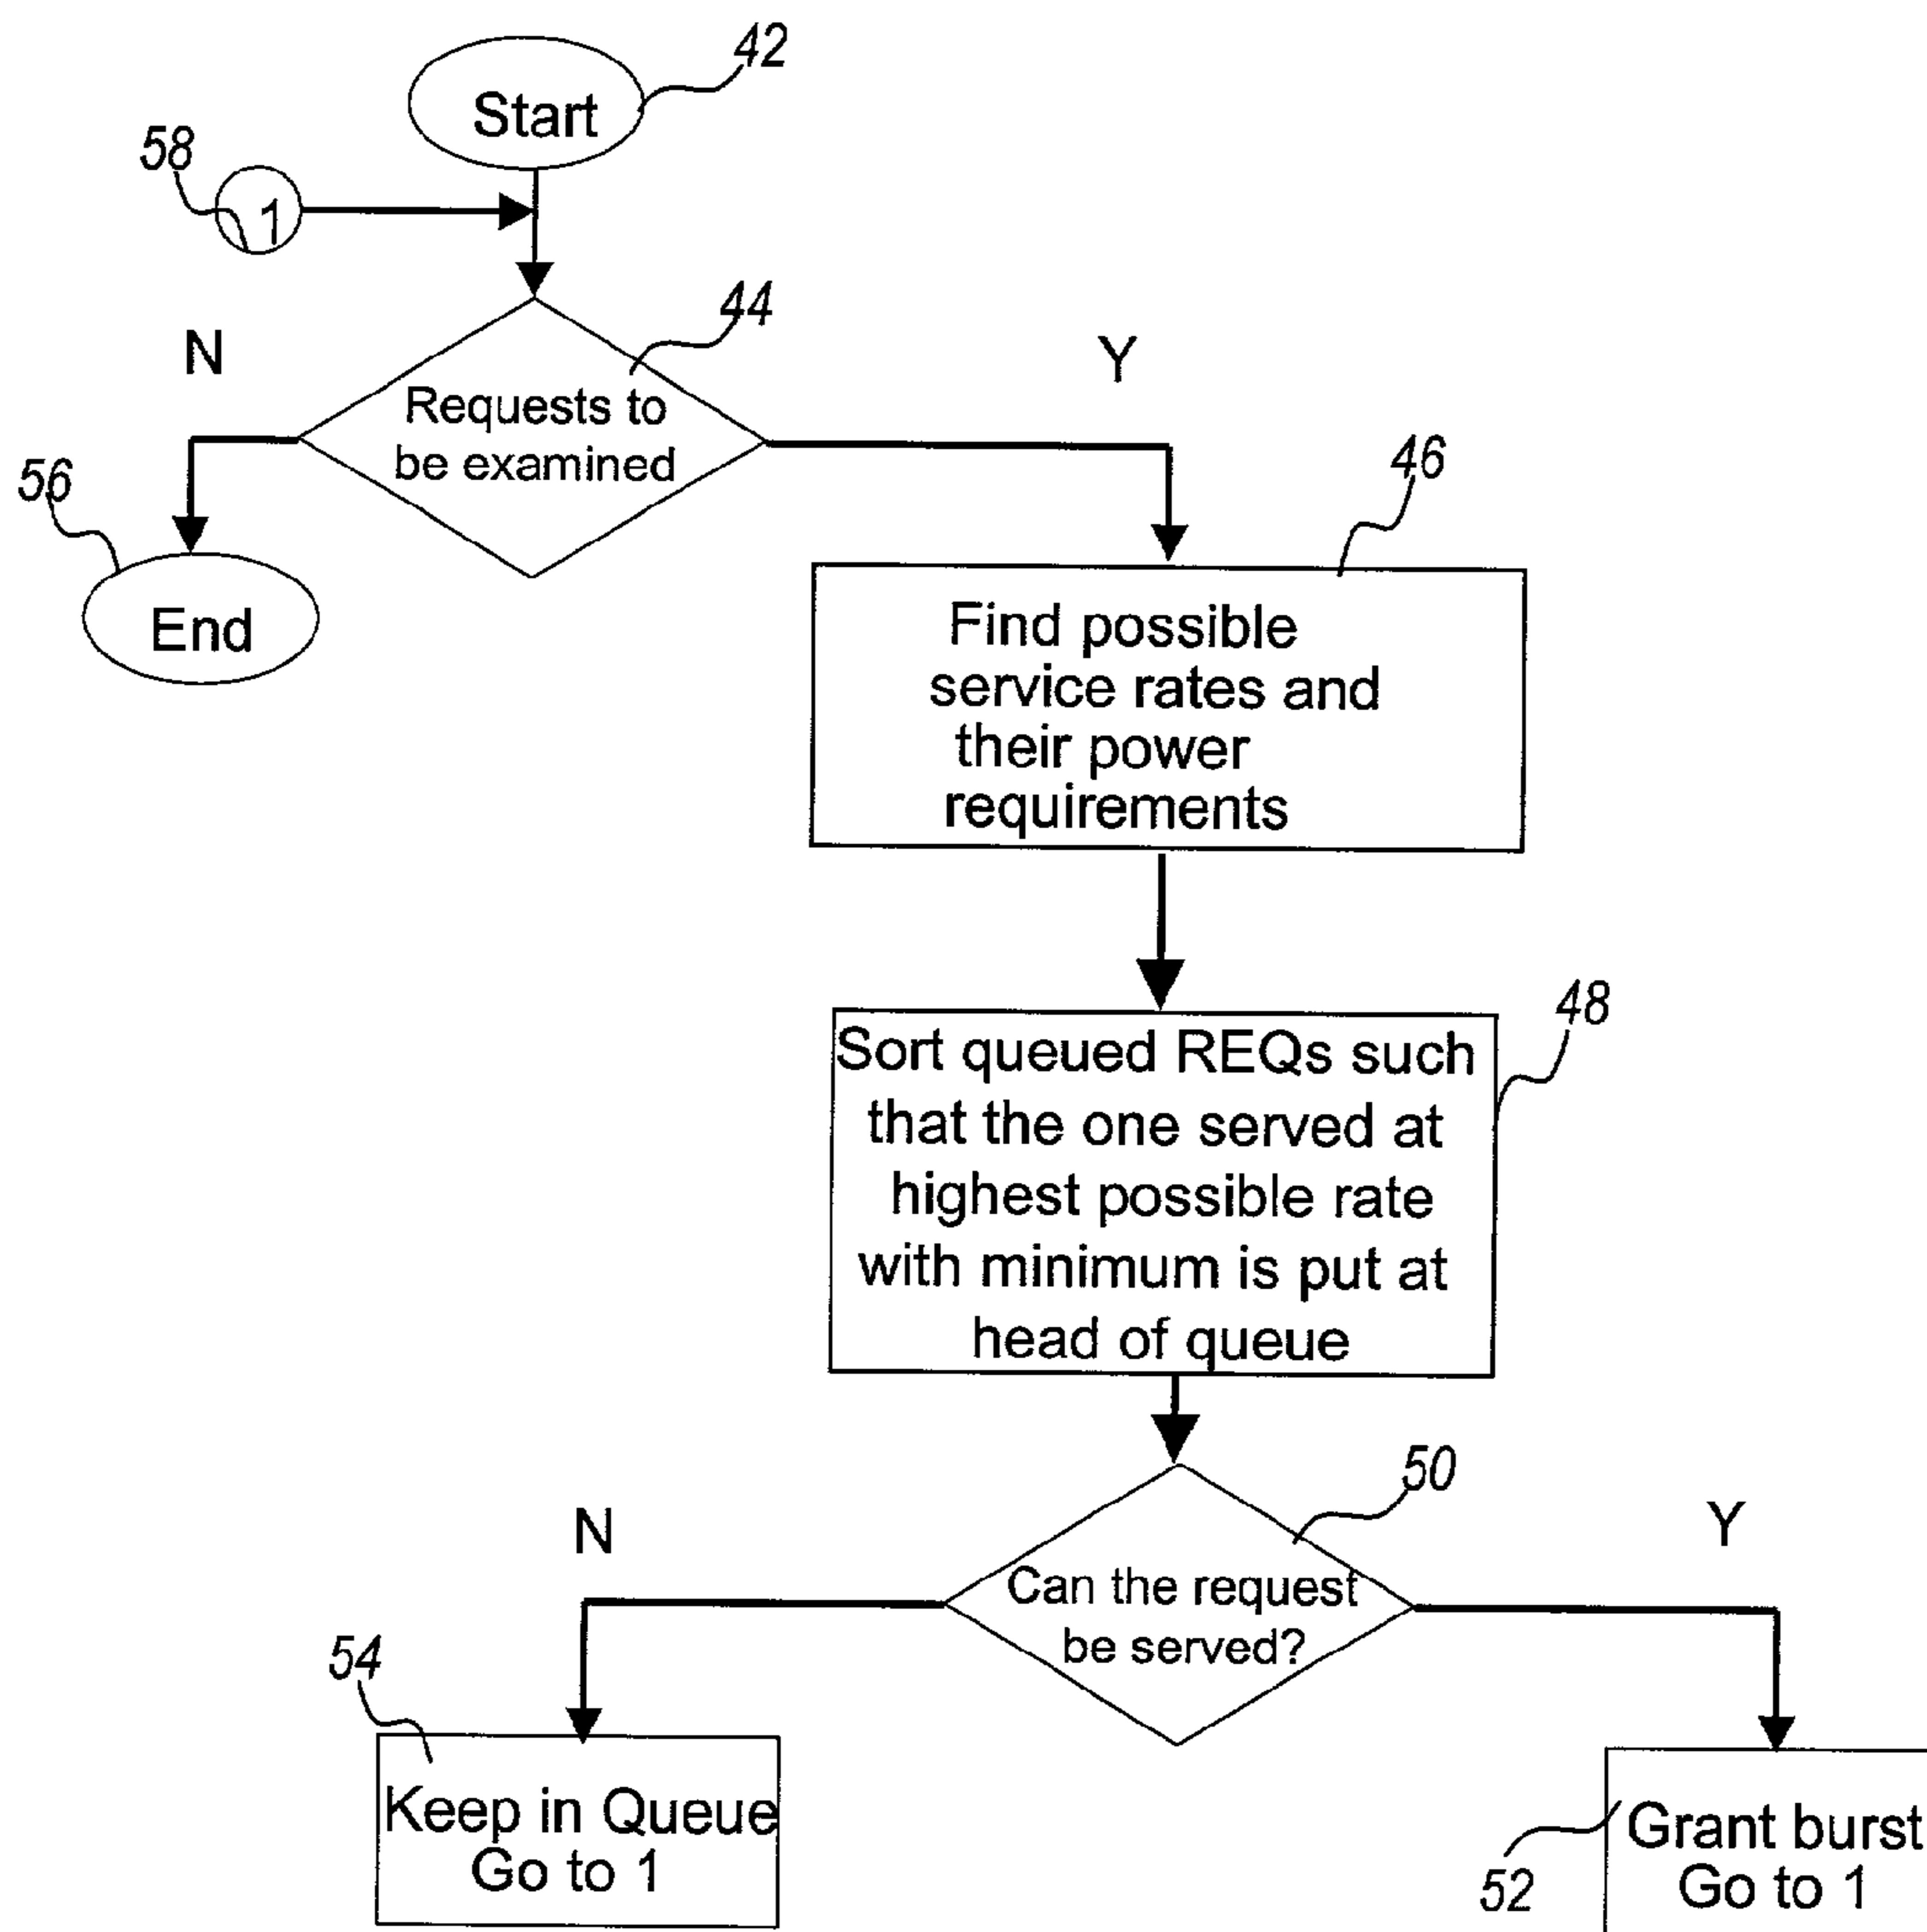 42
Start
58
1
44
N
Y
Requests to
be examined
56
46
End
Find possible
service rates and
their power
requirements
48
Sort queued REQs such
that the one served at
highest possible rate
with minimum is put at
head of queue
50
N
Y
Can the request
be served?
54
Keep in Queue
Go to 1
52
Grant burst
Go to 1